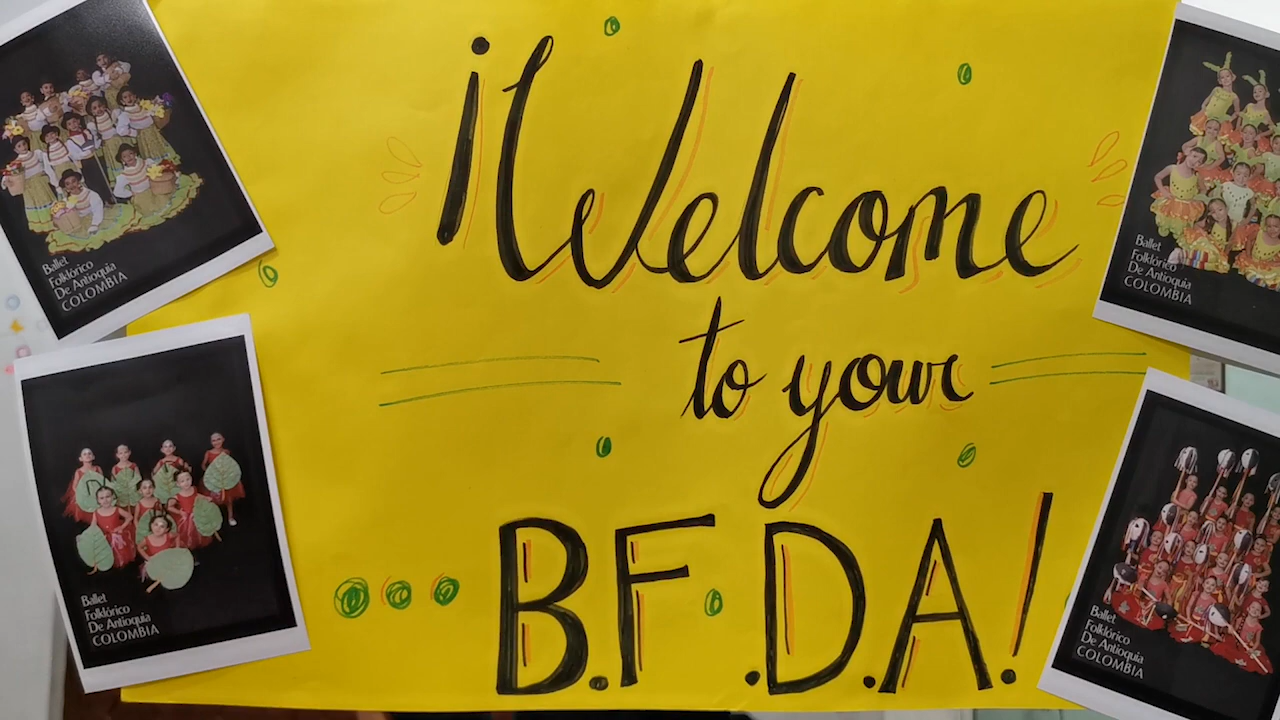 ¡Welcome
to your
B.F.D.A!
Ballet
Folklórico
De Antioquia
COLOMBIA
Ballet
Folklórico
De Antioquia
COLOMBIA
Ballet
Folklórico
De Antioquia
COLOMBIA
Ballet
Folklórico
De Antioquia
COLOMBIA